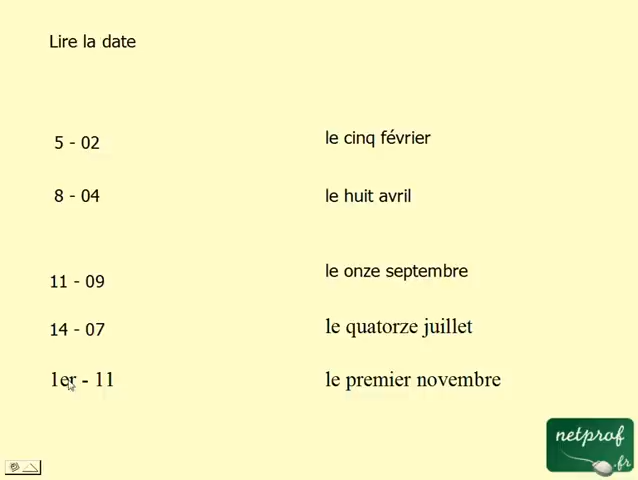 Lire la date
5 - 02 le cinq février
8 - 04 le huit avril
11 - 09 le onze septembre
14 - 07 le quatorze juillet
1er - 11 le premier novembre
netprof
.fr